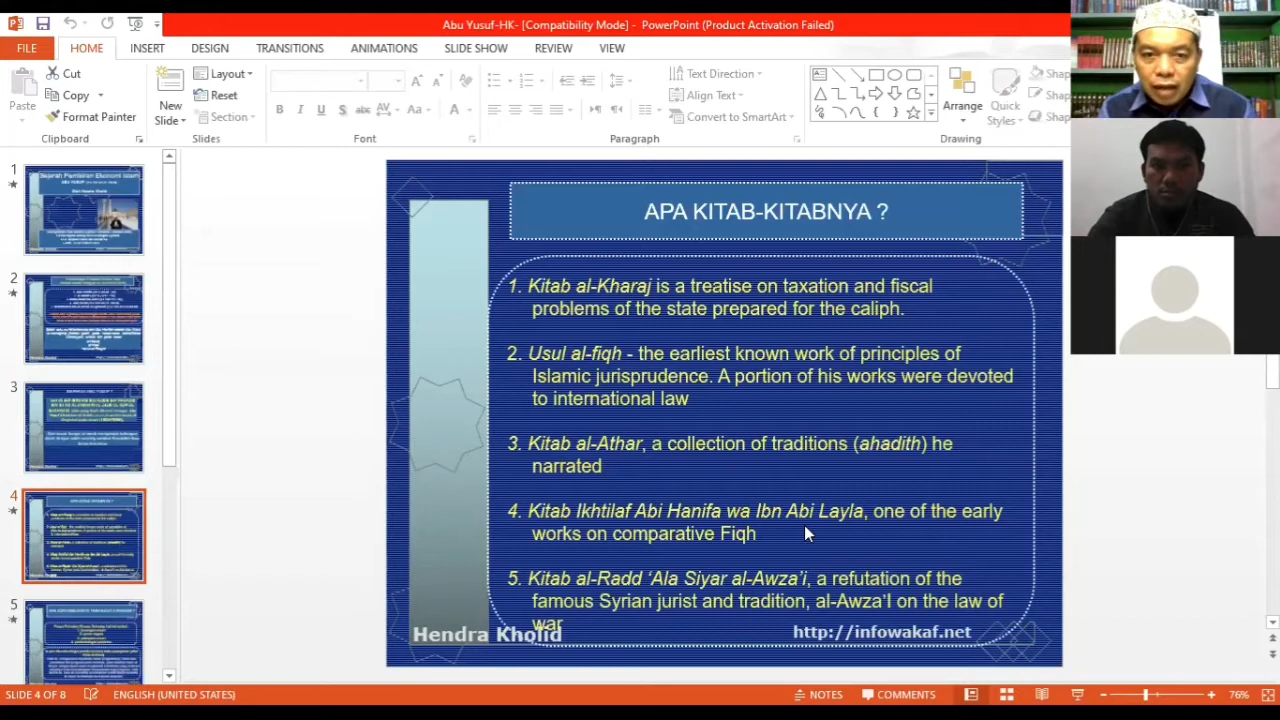 Abu Yusuf-HK- [Compatibility Mode] - PowerPoint (Product Activation Failed)
FILE HOME INSERT DESIGN TRANSITIONS ANIMATIONS SLIDE SHOW REVIEW VIEW
Paste
Cut
Copy
Format Painter
Clipboard
New
Slide
Layout
Reset
Section
Slides
Font
Text Direction
Align Text
Convert to SmartArt
Paragraph
Arrange
Quick
Styles
Drawing
1
2
3
4
5
APA KITAB-KITABNYA ?
Kitab al-Kharaj is a treatise on taxation and fiscal
problems of the state prepared for the caliph.
2. Usul al-fiqh - the earliest known work of principles of
Islamic jurisprudence. A portion of his works were devoted
to international law
3. Kitab al-Athar, a collection of traditions (ahadith) he
narrated
4. Kitab Ikhtilaf Abi Hanifa wa Ibn Abi Layla, one of the early
works on comparative Fiqh
5. Kitab al-Radd 'Ala Siyar al-Awza'i, a refutation of the
famous Syrian jurist and traditionist al-Awza'I on the law of
war
Hendra Kholid
SLIDE 4 OF 8 ENGLISH (UNITED STATES) NOTES COMMENTS 76%